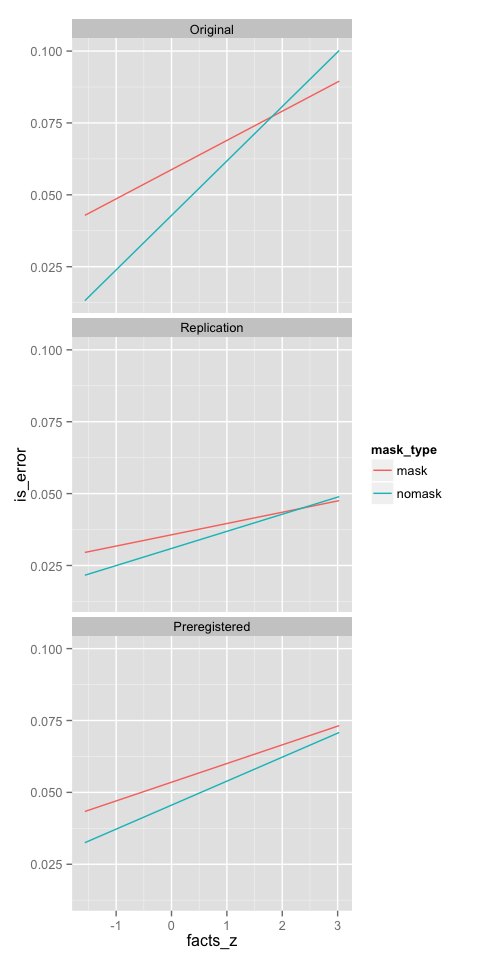 Original
0.100
0.075
0.050
0.025
Replication
0.100
0.075
0.050
0.025
Preregistered
0.100
0.075
0.050
0.025
-1 0 1 2 3
facts_z
is_error
mask_type
mask
nomask